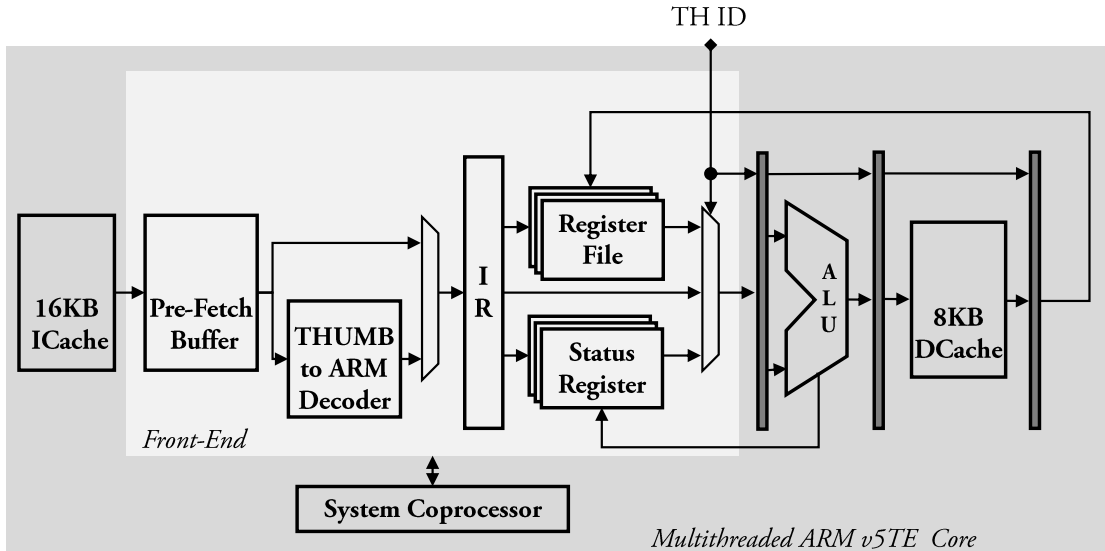 TH ID
16KB
ICache
Pre-Fetch
Buffer
THUMB
to ARM
Decoder
I
R
Register
File
Status
Register
A
L
U
8KB
DCache
Front-End
System Coprocessor
Multithreaded ARM v5TE Core